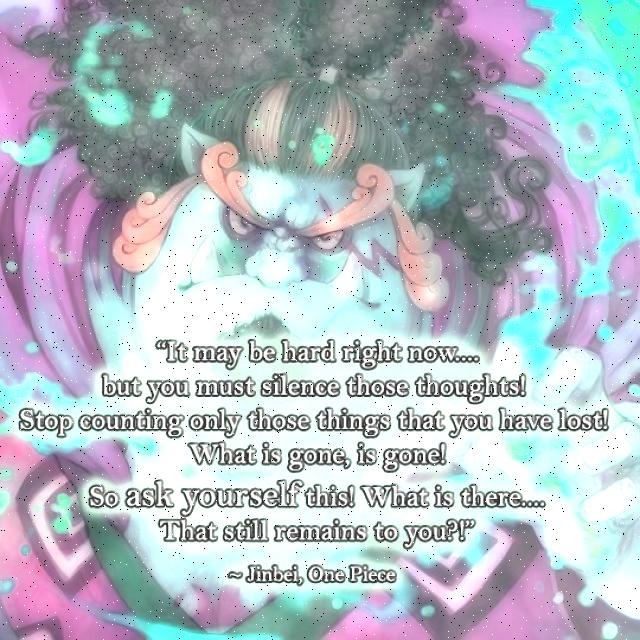 “It may be hard right now....
but you must silence those thoughts!
Stop counting only those things that you have lost!
What is gone, is gone!
So ask yourself this! What is there....
That still remains to you?!”
~ Jinbei, One Piece